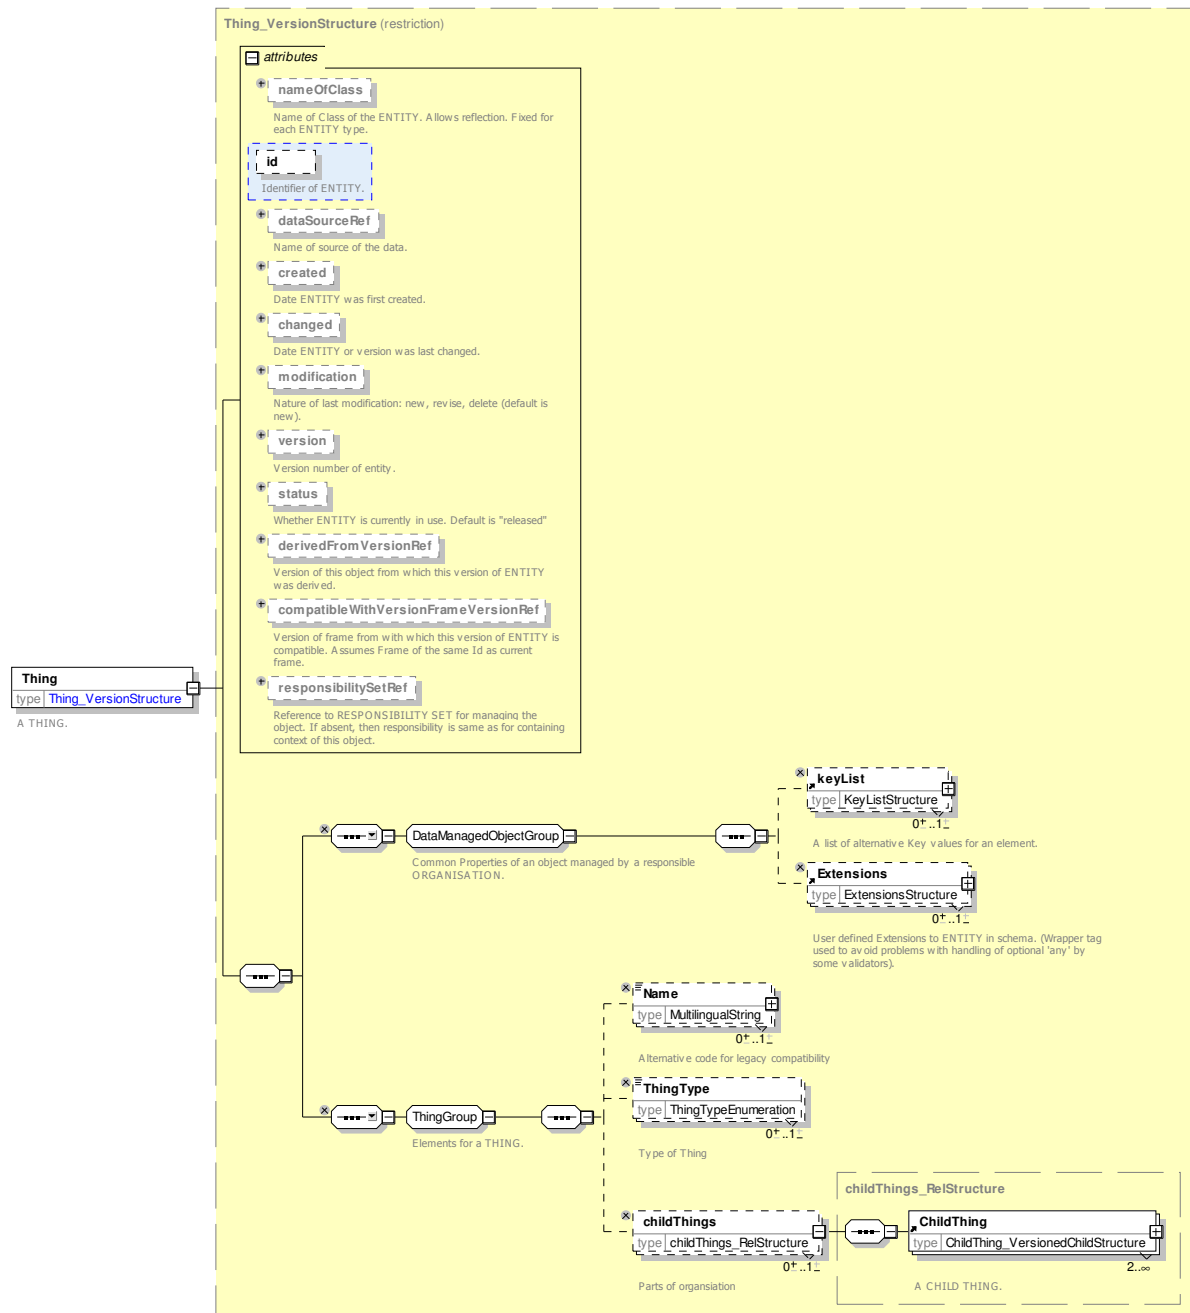 Thing_VersionStructure (restriction)
attributes
nameOfClass
Name of Class of the ENTITY. Allows reflection. Fixed for
each ENTITY type.
id
Identifier of ENTITY.
dataSourceRef
Name of source of the data.
created
Date ENTITY was first created.
changed
Date ENTITY or version was last changed.
modification
Nature of last modification: new, revise, delete (default is
new).
version
Version number of entity.
status
Whether ENTITY is currently in use. Default is "released"
derivedFromVersionRef
Version of this object from which this version of ENTITY
was derived.
compatibleWithVersionFrameVersionRef
Version of frame from with which this version of ENTITY is
compatible. Assumes Frame of the same Id as current
frame.
responsibilitySetRef
Reference to RESPONSIBILITY SET for managing the
object. If absent, then responsibility is same as for containing
context of this object.
Thing
type Thing_VersionStructure
A THING.
DataManagedObjectGroup
Common Properties of an object managed by a responsible
ORGANISATION.
keyList
type KeyListStructure
0±..1±
A list of alternative Key values for an element.
Extensions
type ExtensionsStructure
0±..1±
User defined Extensions to ENTITY in schema. (Wrapper tag
used to avoid problems with handling of optional 'any' by
some validators).
Name
type MultilingualString
0±..1±
Alternative code for legacy compatibility
ThingType
type ThingTypeEnumeration
0±..1±
Type of Thing
ThingGroup
Elements for a THING.
childThings
type childThings_RelStructure
0±..1±
Parts of organsiation
childThings_RelStructure
ChildThing
type ChildThing_VersionedChildStructure
2..∞
A CHILD THING.